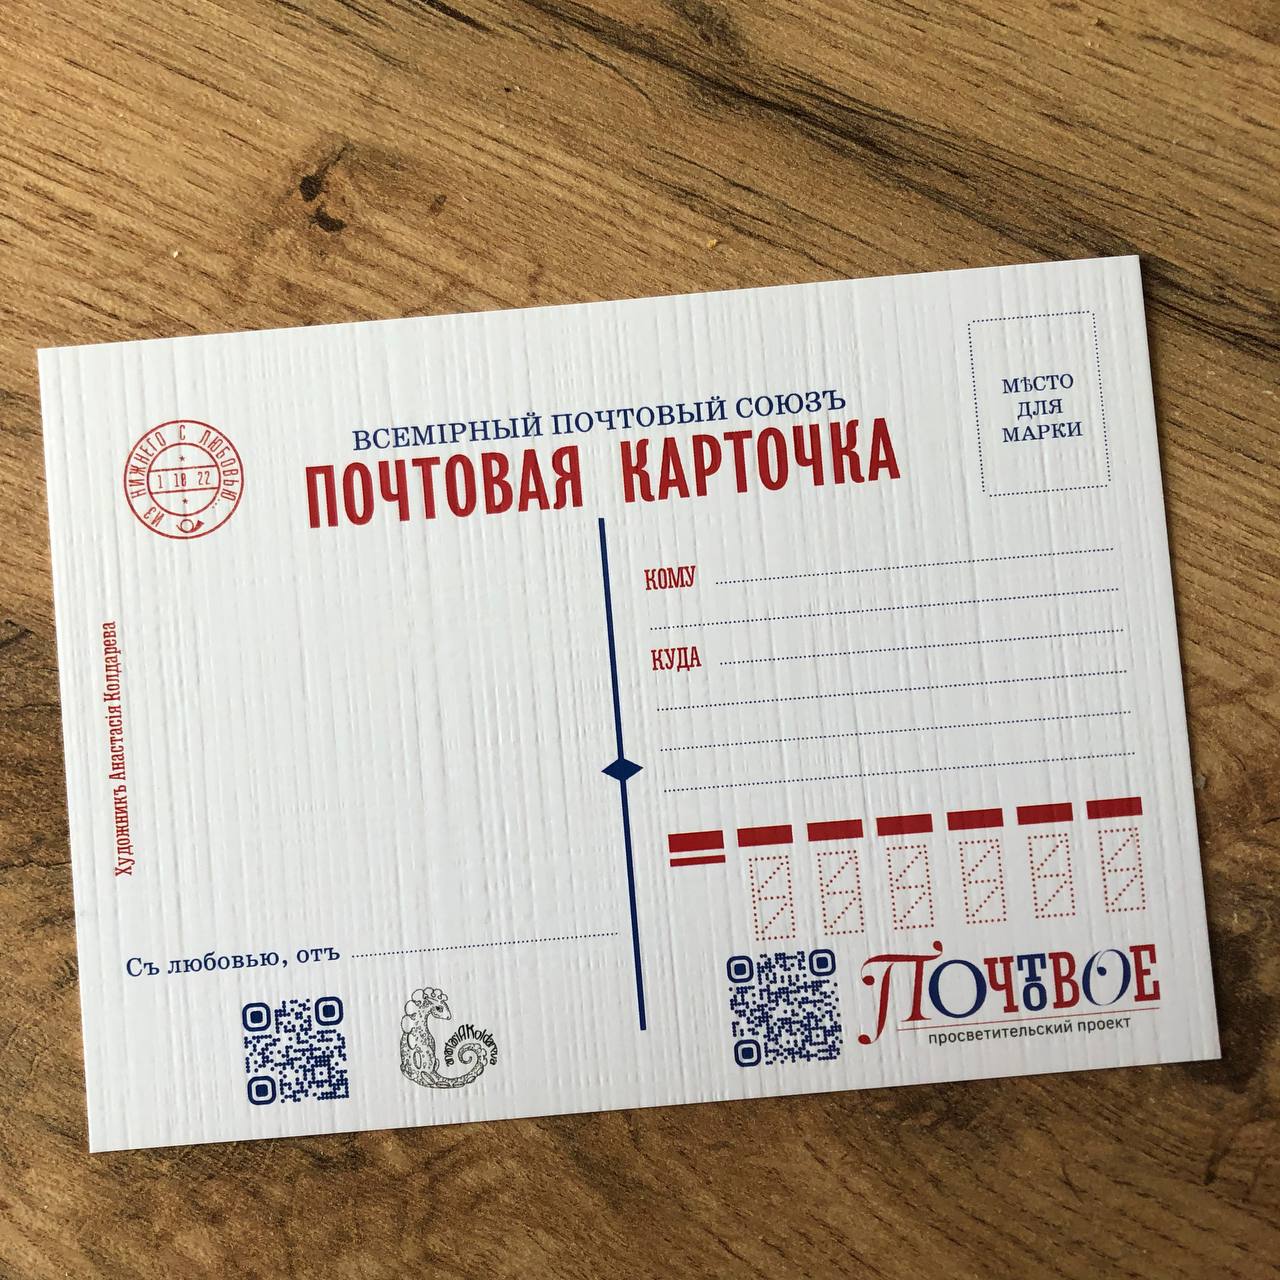 ВСЕМІРНЫЙ ПОЧТОВЫЙ СОЮЗЪ
ПОЧТОВАЯ КАРТОЧКА
МѢСТО
ДЛЯ
МАРКИ
ИЗ НИЖНЕГО С ЛЮБОВЬЮ...
1 10 22
КОМУ
КУДА
Художникъ Анастасія Колдарева
Съ любовью, отъ
ПОЧТОВОЕ
просветительский проект